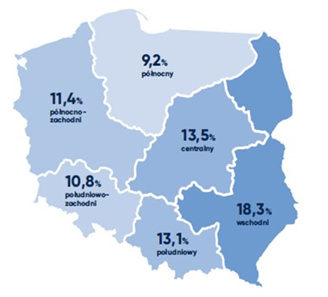 9,2%
północny
11,4%
północno-
zachodni
13,5%
centralny
10,8%
południowo-
zachodni
18,3%
wschodni
13,1%
południowy